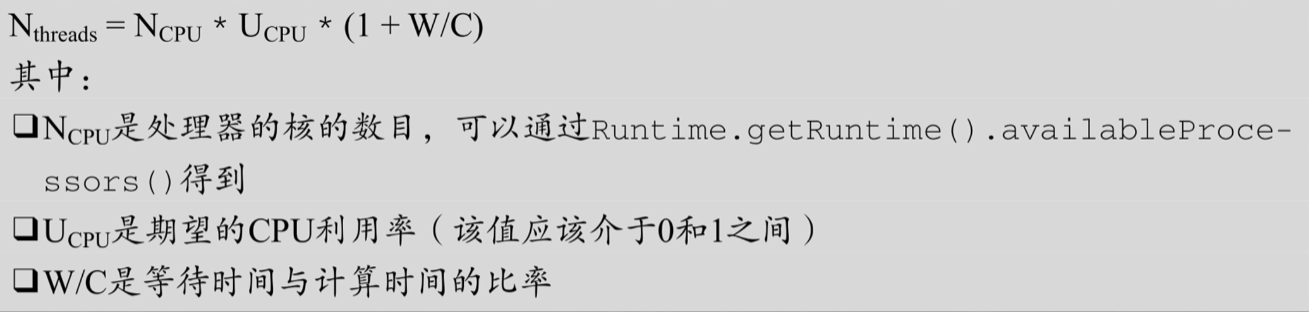 Nthreads = NCPU * UCPU * (1 + W/C)
其中：
❑NCPU是处理器的核的数目，可以通过Runtime.getRuntime().availableProce-
ssors()得到
❑UCPU是期望的CPU利用率（该值应该介于0和1之间）
❑W/C是等待时间与计算时间的比率